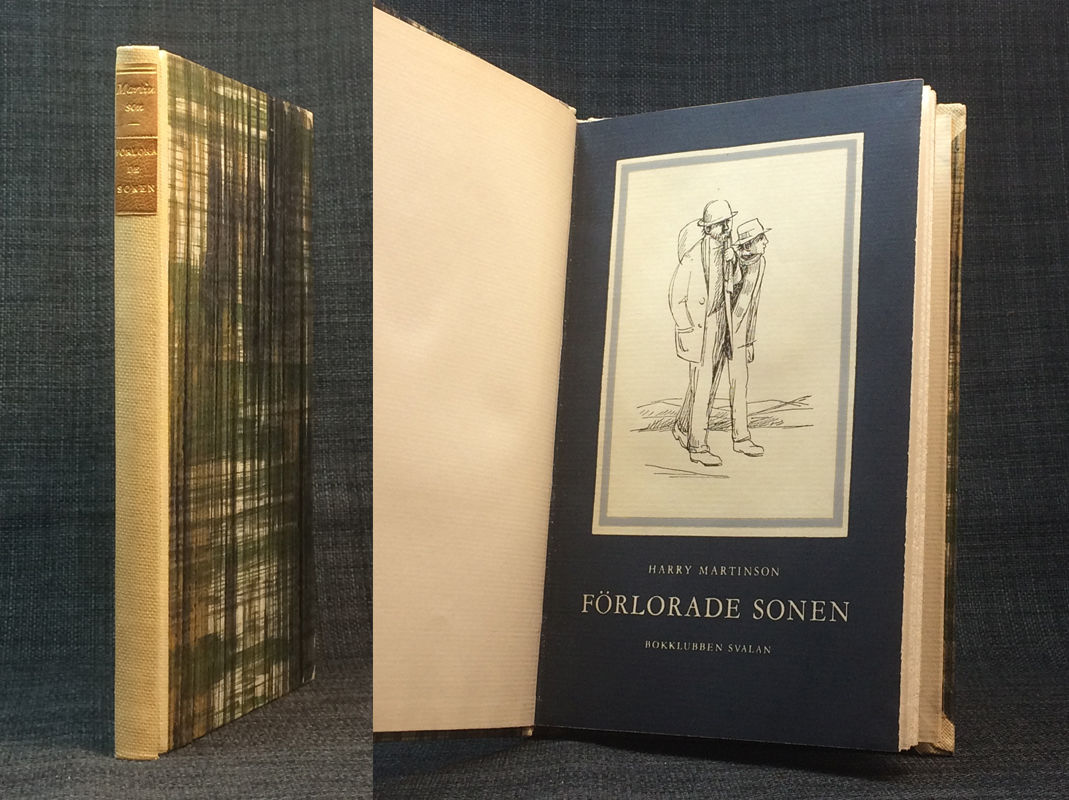 Martin
son
FÖRLORA
DE
SONEN
HARRY MARTINSON
FÖRLORADE SONEN
BOKKLUBBEN SVALAN